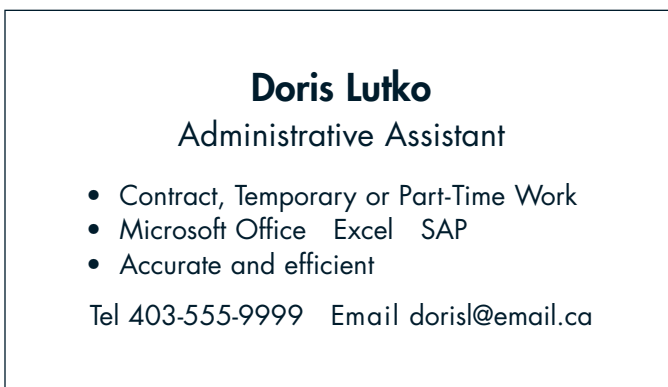 Doris Lutko
Administrative Assistant
• Contract, Temporary or Part-Time Work
• Microsoft Office Excel SAP
• Accurate and efficient
Tel 403-555-9999 Email dorisl@email.ca